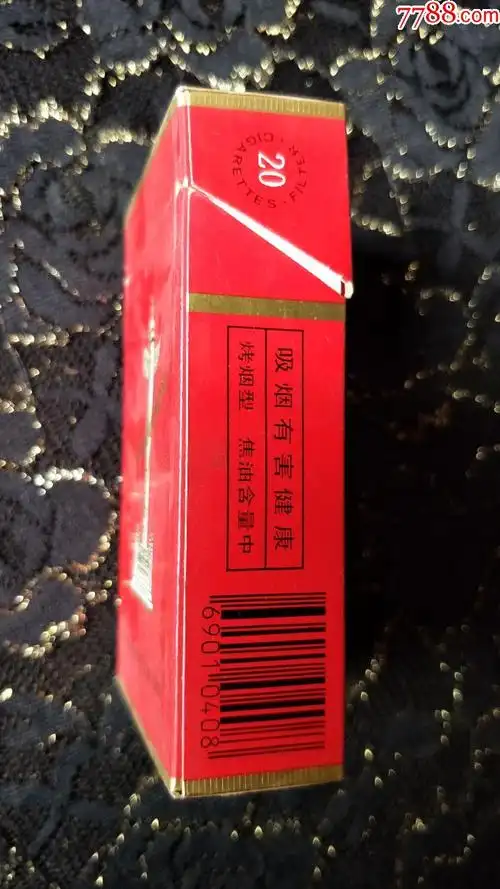 7788.com
FILTER · CIGARETTES ·
20
吸烟有害健康
烤烟型 焦油含量中
69010408